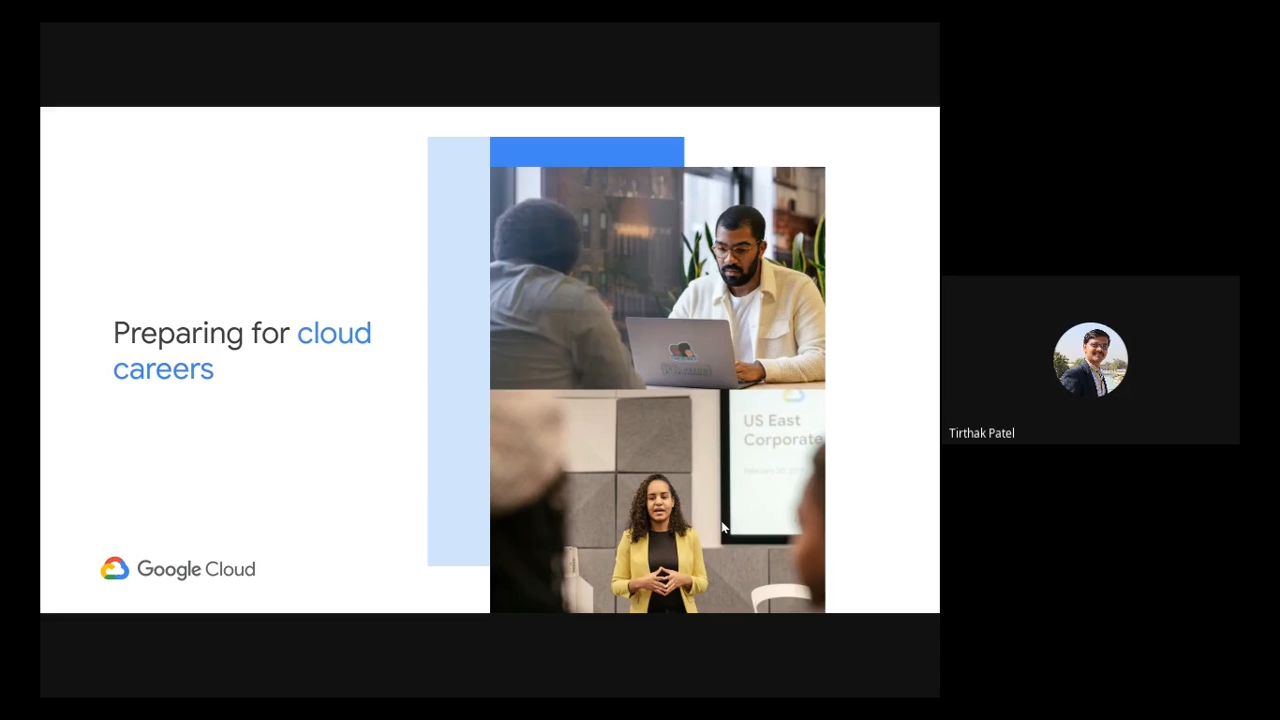 Preparing for cloud
careers
US East
Corporate
Google Cloud
Tirthak Patel